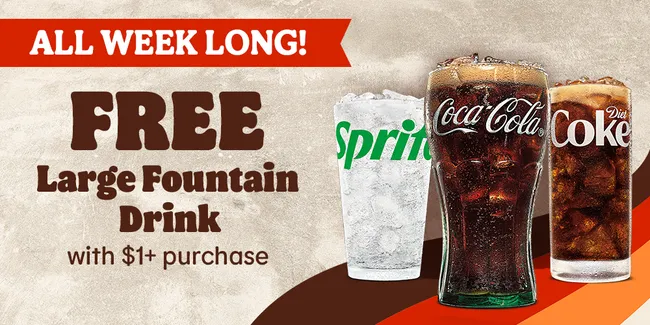 ALL WEEK LONG!
FREE
Large Fountain
Drink
with $1+ purchase
Sprite
Coca-Cola
Diet
Coke